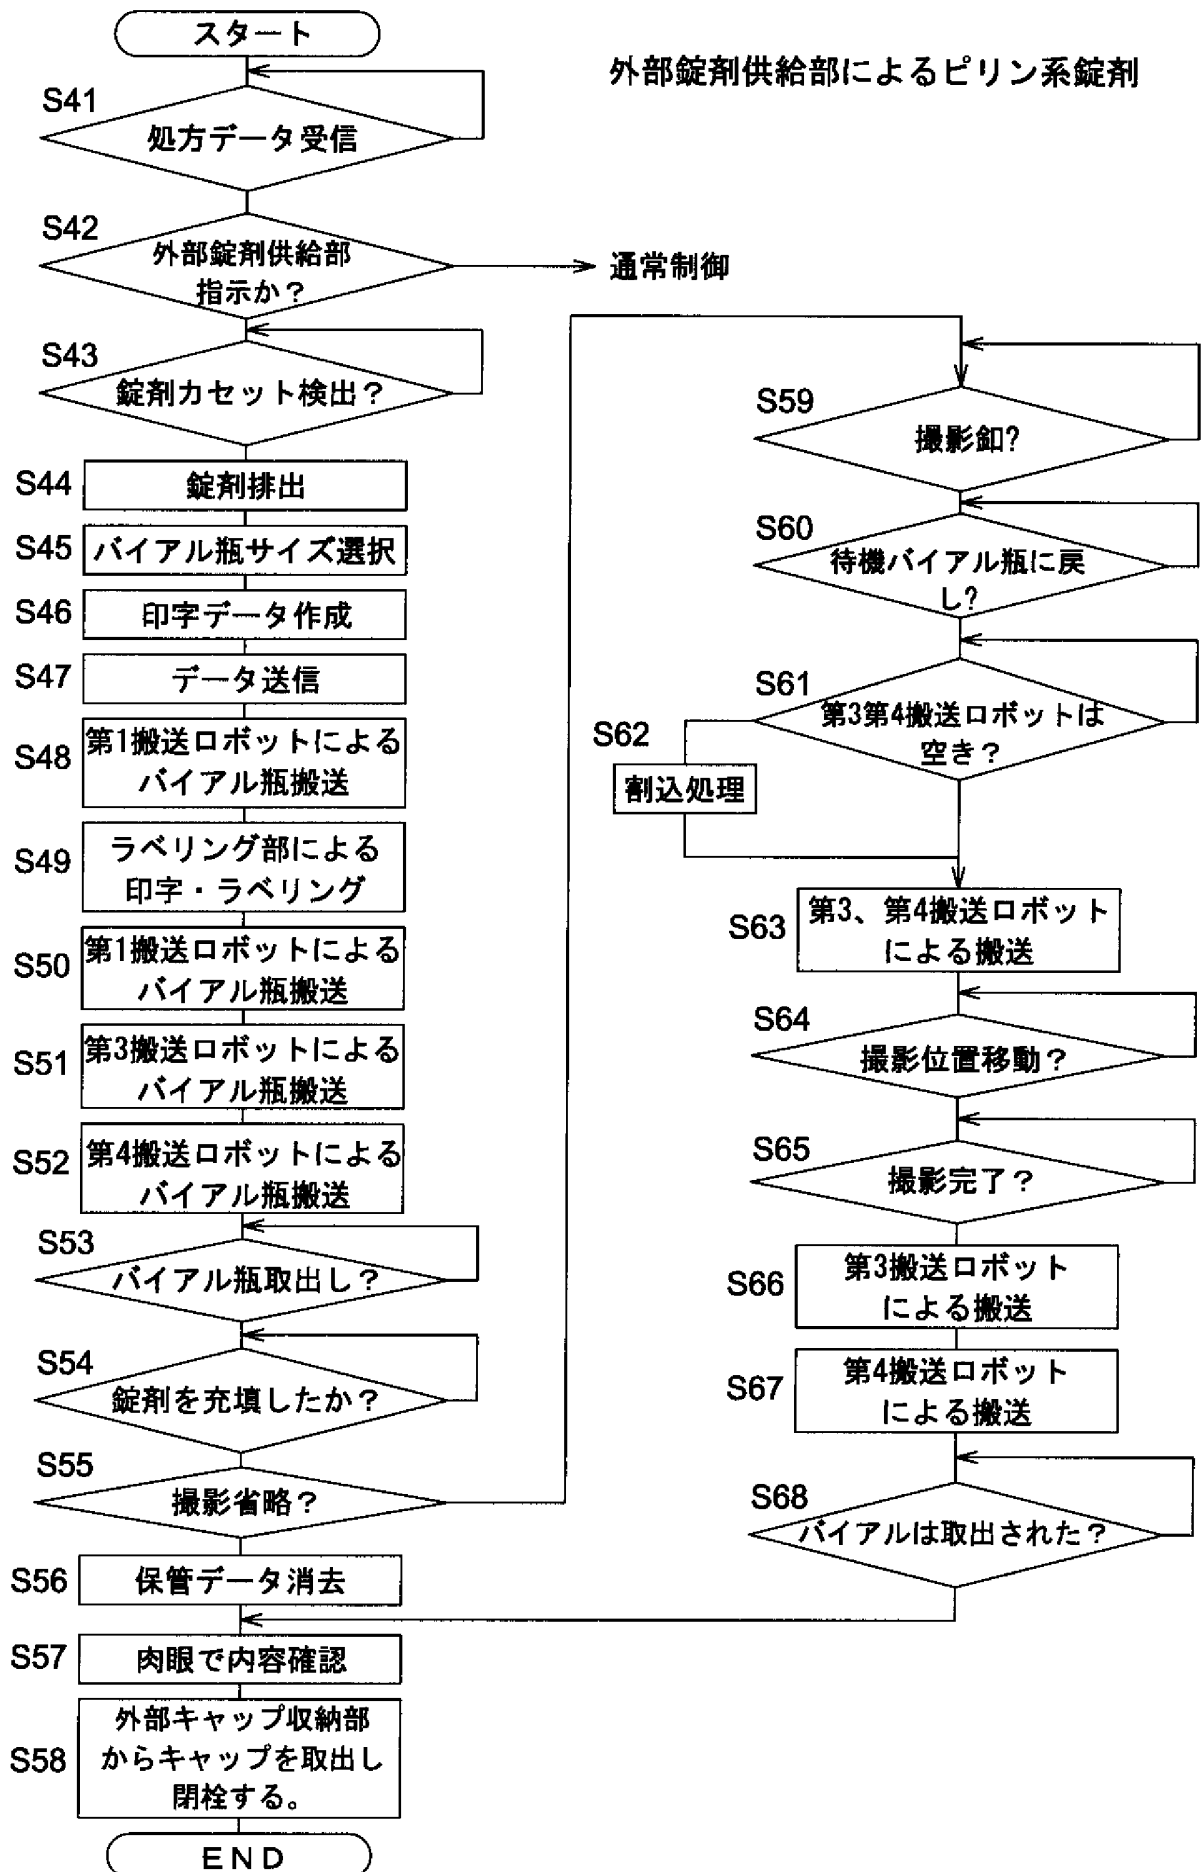 スタート
外部錠剤供給部によるピリン系錠剤
S41
処方データ受信
S42
外部錠剤供給部
指示か？
通常制御
S43
錠剤カセット検出？
S44
錠剤排出
S45
バイアル瓶サイズ選択
S46
印字データ作成
S47
データ送信
S48
第1搬送ロボットによる
バイアル瓶搬送
S49
ラベリング部による
印字・ラベリング
S50
第1搬送ロボットによる
バイアル瓶搬送
S51
第3搬送ロボットによる
バイアル瓶搬送
S52
第4搬送ロボットによる
バイアル瓶搬送
S53
バイアル瓶取出し？
S54
錠剤を充填したか？
S55
撮影省略？
S56
保管データ消去
S57
肉眼で内容確認
S58
外部キャップ収納部
からキャップを取出し
閉栓する。
END
S59
撮影釦?
S60
待機バイアル瓶に戻
し?
S61
第3第4搬送ロボットは
空き？
S62
割込処理
S63
第3、第4搬送ロボット
による搬送
S64
撮影位置移動？
S65
撮影完了？
S66
第3搬送ロボット
による搬送
S67
第4搬送ロボット
による搬送
S68
バイアルは取出された？